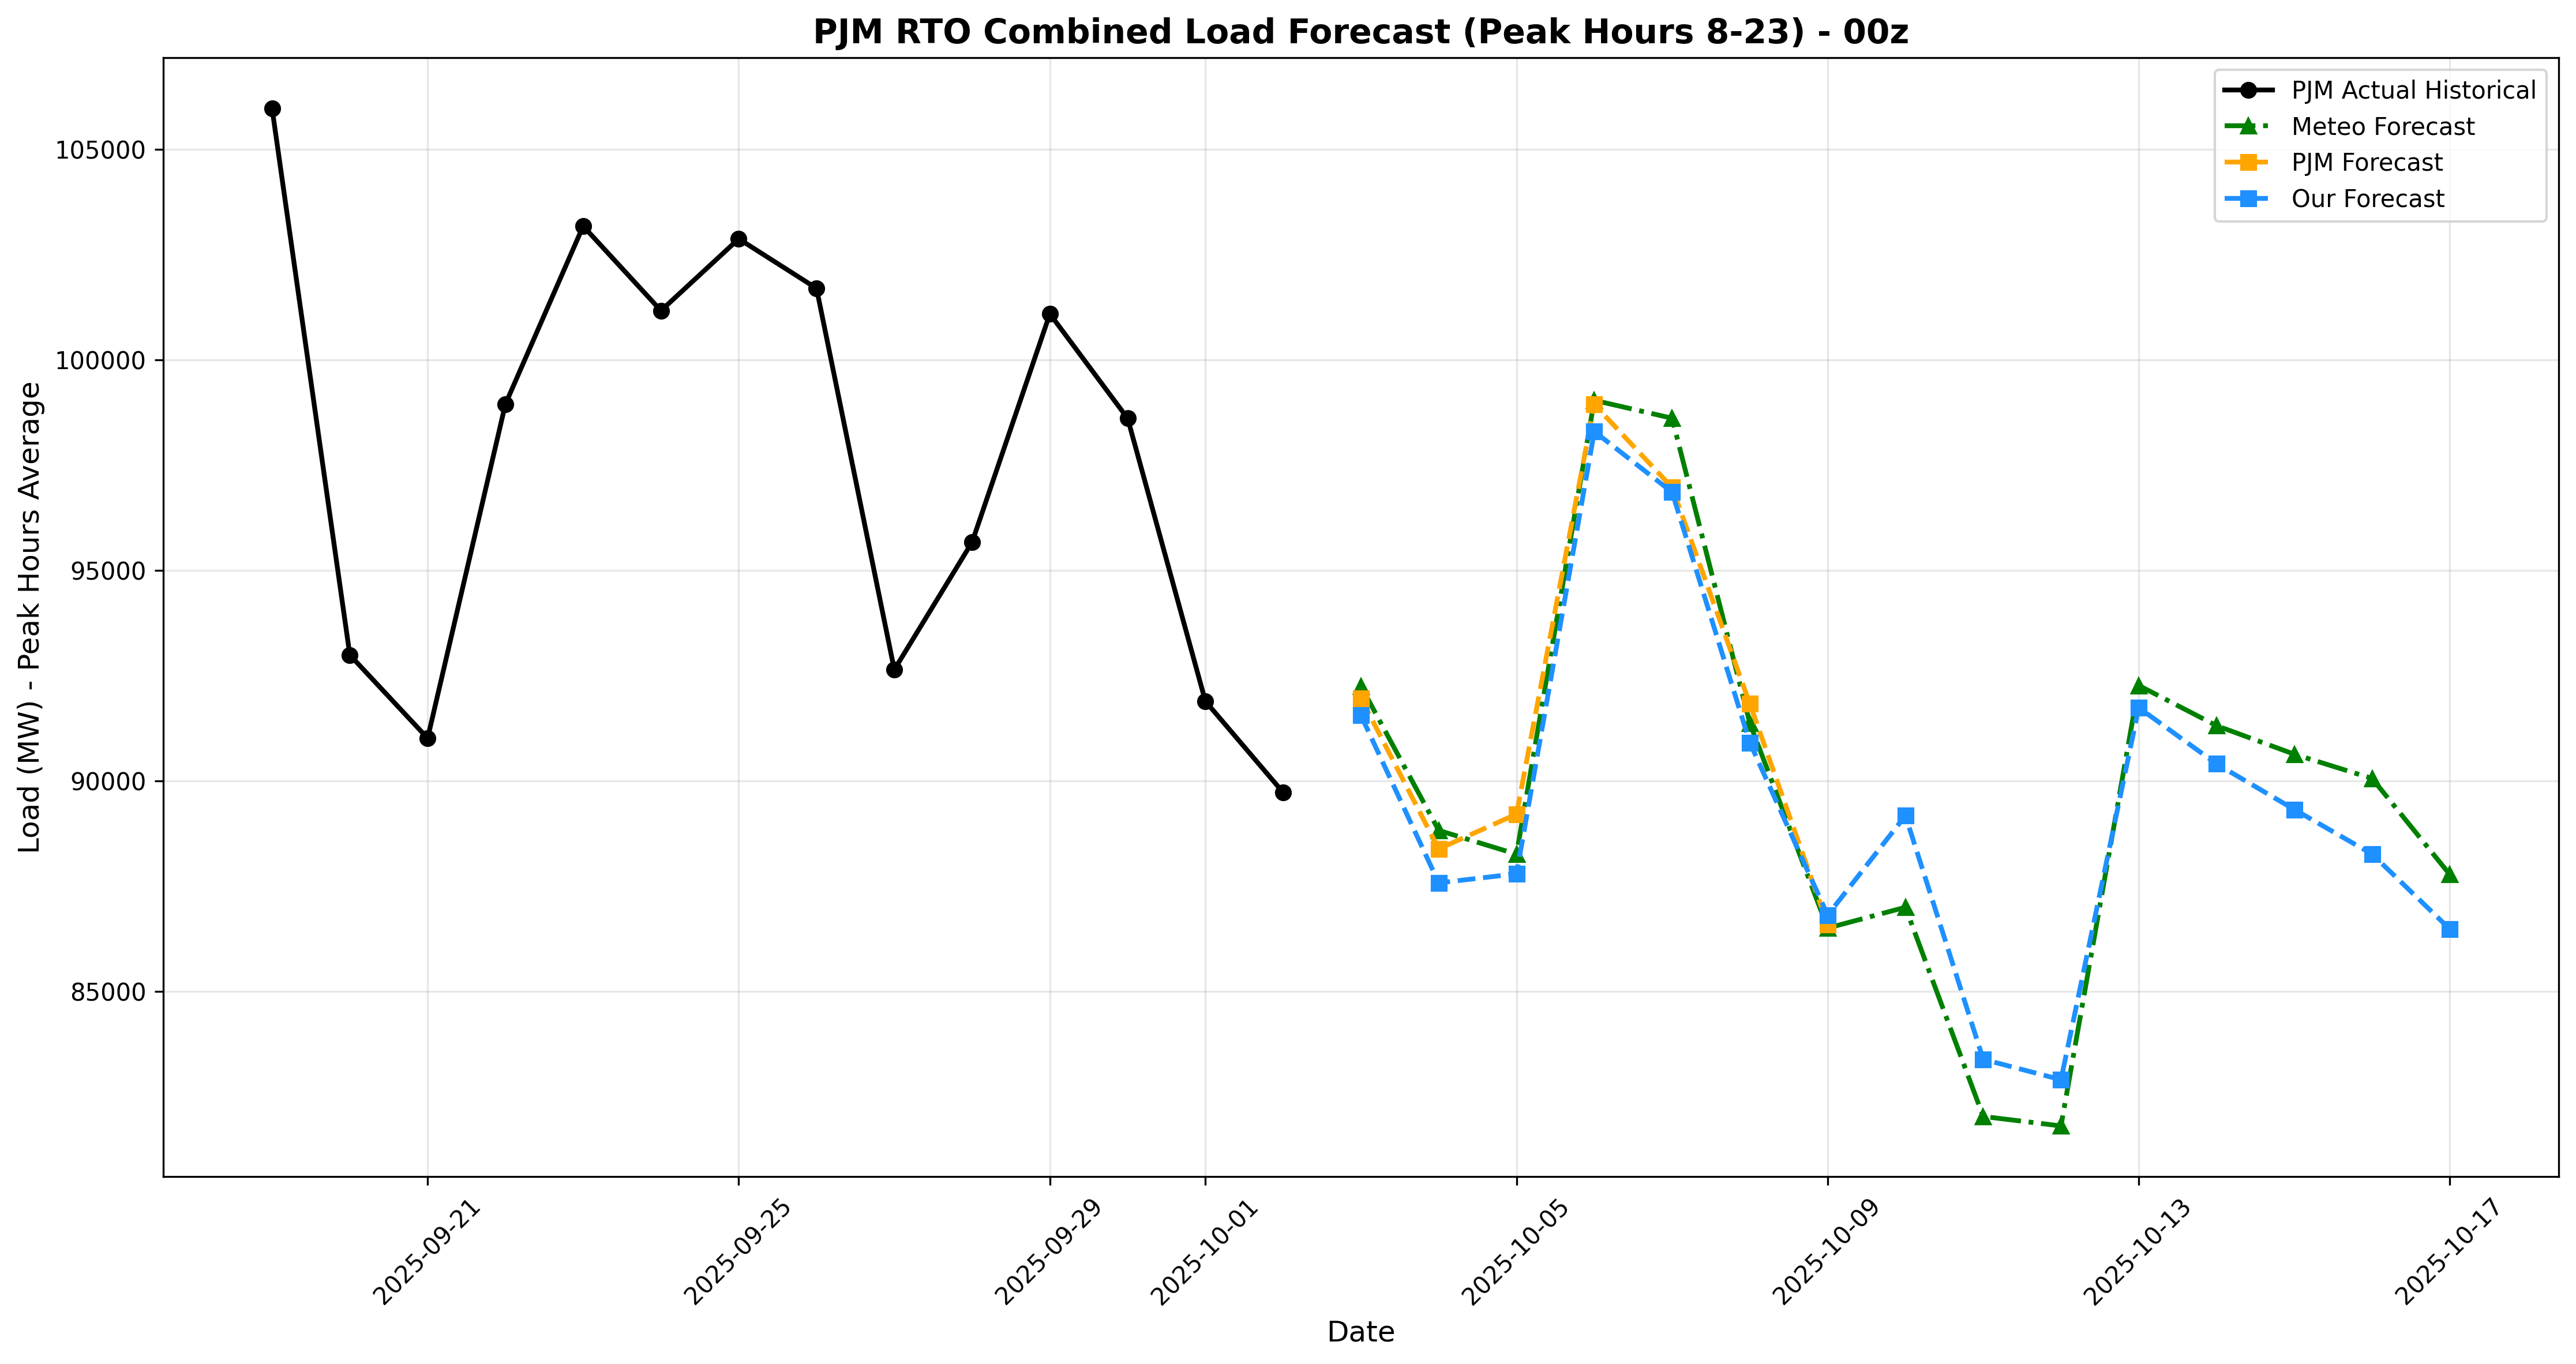 PJM RTO Combined Load Forecast (Peak Hours 8-23) - 00z
PJM Actual Historical
Meteo Forecast
PJM Forecast
Our Forecast
Load (MW) - Peak Hours Average
105000
100000
95000
90000
85000
2025-09-21
2025-09-25
2025-09-29
2025-10-01
2025-10-05
2025-10-09
2025-10-13
2025-10-17
Date